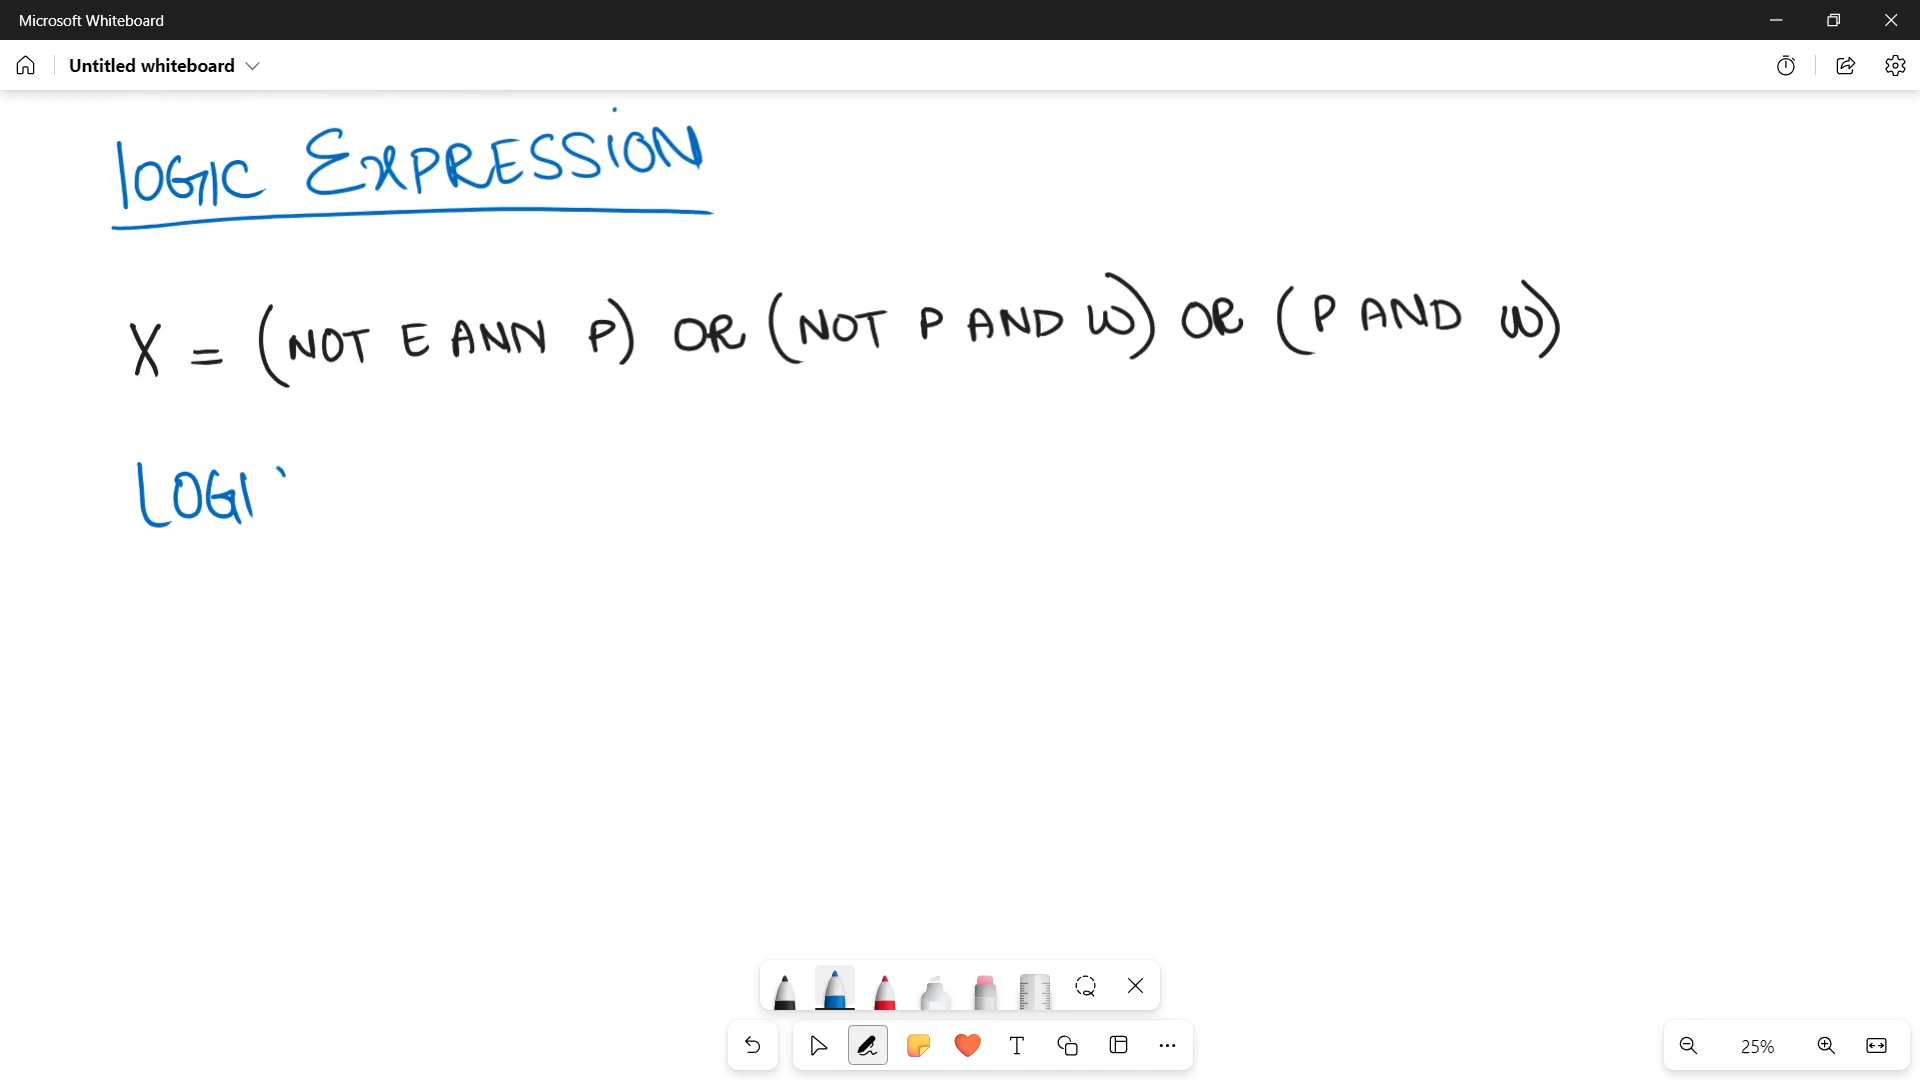 Microsoft Whiteboard
Untitled whiteboard
LOGIC EXPRESSION
X = (NOT E ANN P) OR (NOT P AND W) OR (P AND W)
LOGI
25%